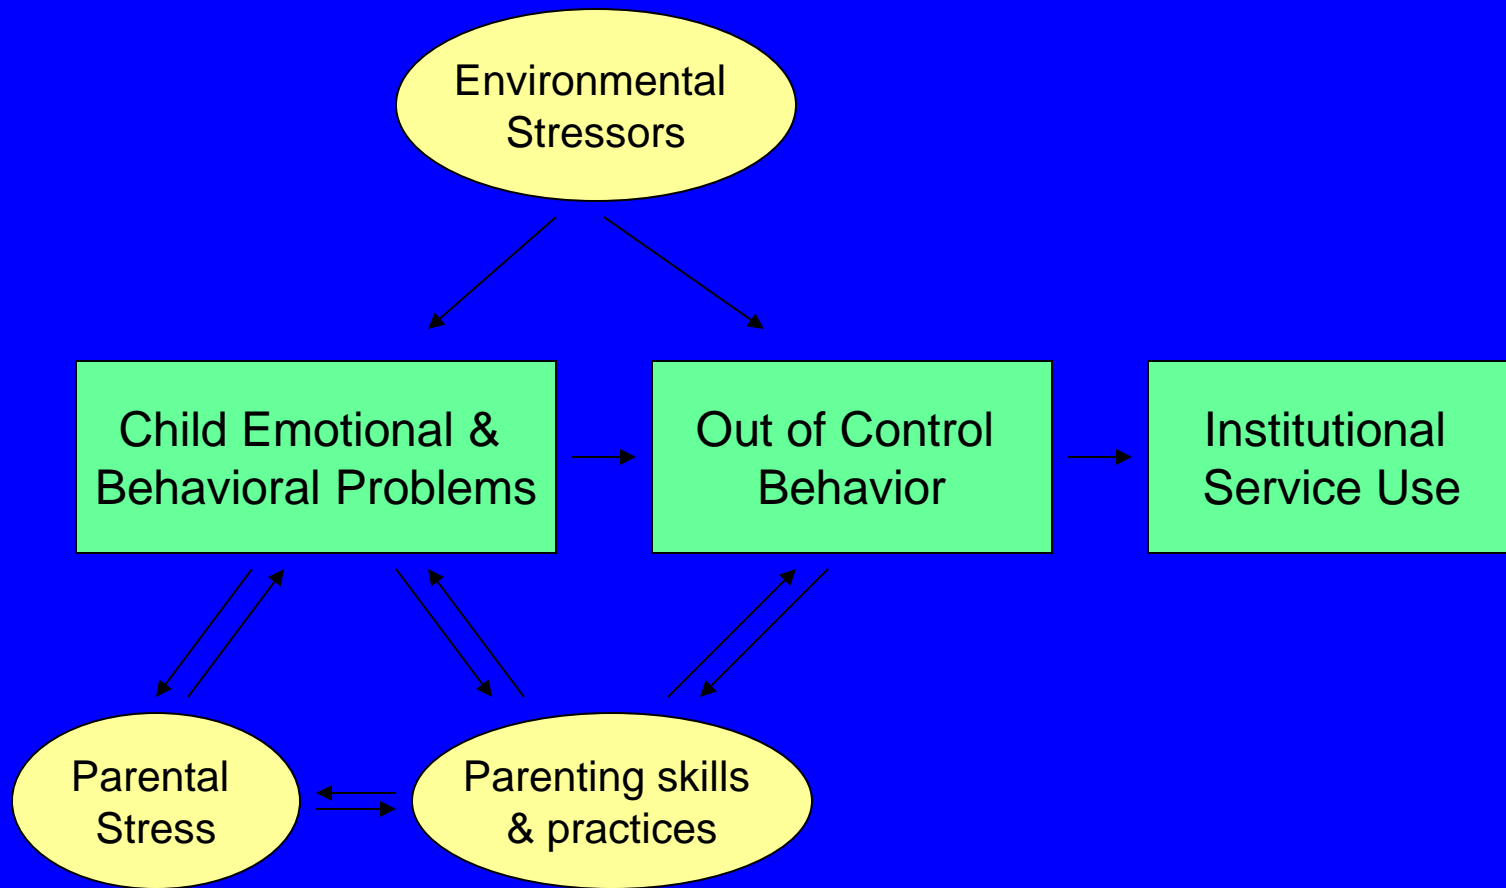 Environmental
Stressors
Child Emotional &
Behavioral Problems
Out of Control
Behavior
Institutional
Service Use
Parental
Stress
Parenting skills
& practices